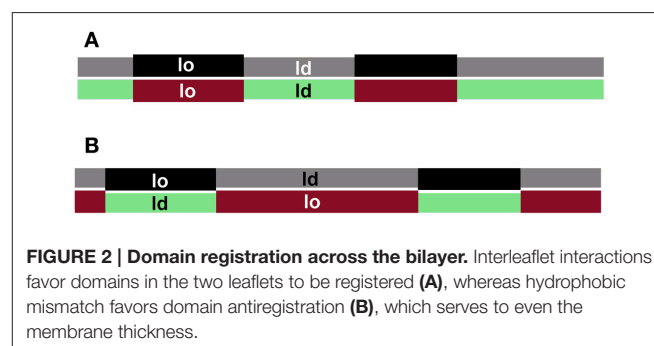 A
lo
ld
lo
ld
B
lo
ld
ld
lo
FIGURE 2 | Domain registration across the bilayer. Interleaflet interactions
favor domains in the two leaflets to be registered (A), whereas hydrophobic
mismatch favors domain antiregistration (B), which serves to even the
membrane thickness.